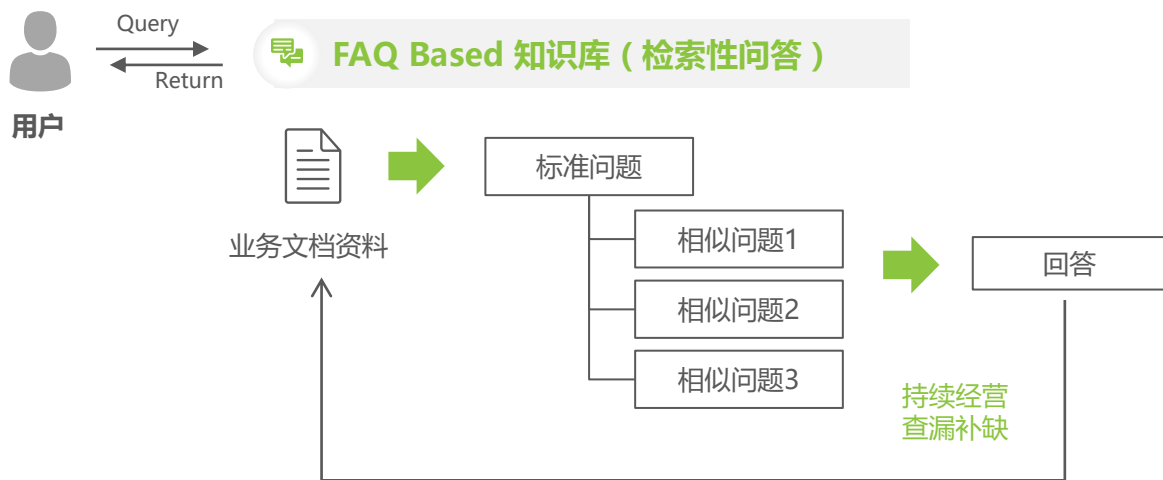 Query
Return
用户
FAQ Based 知识库（检索性问答）
业务文档资料
标准问题
相似问题1
相似问题2
相似问题3
回答
持续经营
查漏补缺